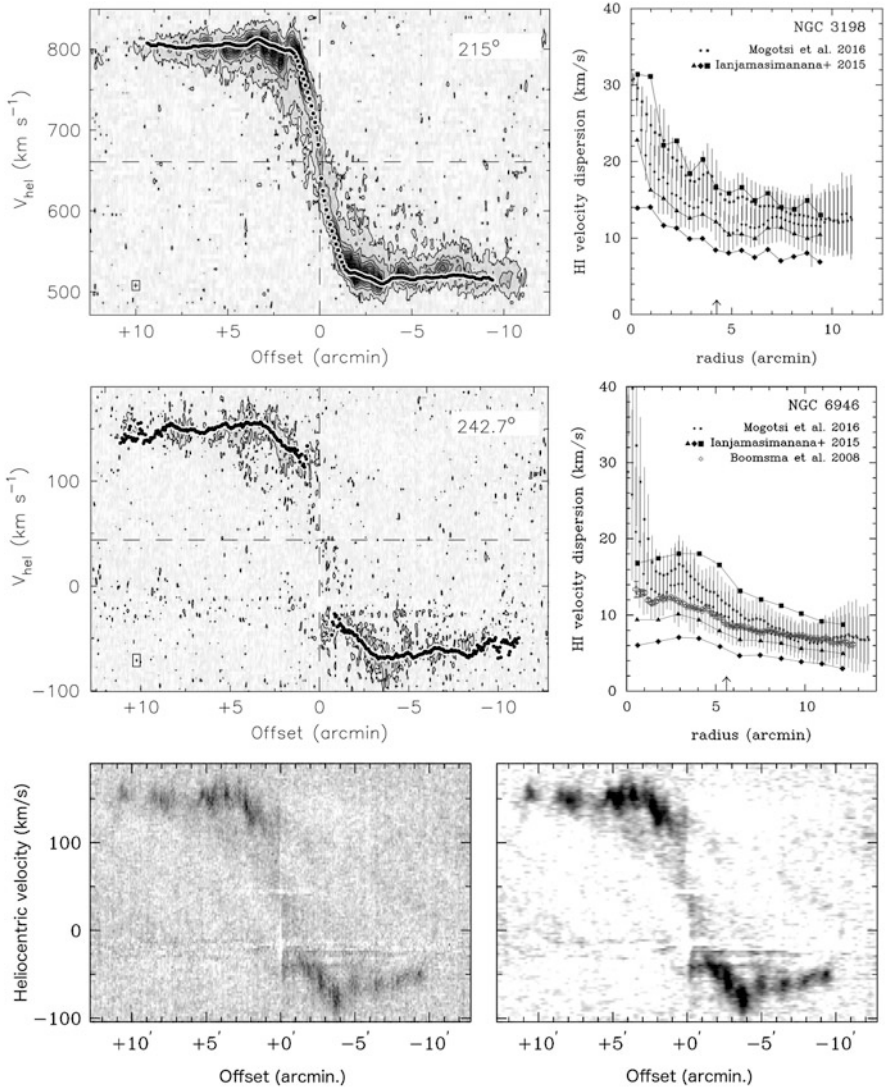 215°
800
700
600
500
V_hel (km s⁻¹)
+10 +5 0 −5 −10
Offset (arcmin)
NGC 3198
Mogotsi et al. 2016
Ianjamasimanana+ 2015
40
30
20
10
0
HI velocity dispersion (km/s)
0 5 10
radius (arcmin)
242.7°
100
0
−100
V_hel (km s⁻¹)
+10 +5 0 −5 −10
Offset (arcmin)
NGC 6946
Mogotsi et al. 2016
Ianjamasimanana+ 2015
Boomsma et al. 2008
40
30
20
10
0
HI velocity dispersion (km/s)
0 5 10
radius (arcmin)
Heliocentric velocity (km/s)
100
0
−100
+10′ +5′ +0′ −5′ −10′
Offset (arcmin.)
+10′ +5′ +0′ −5′ −10′
Offset (arcmin.)